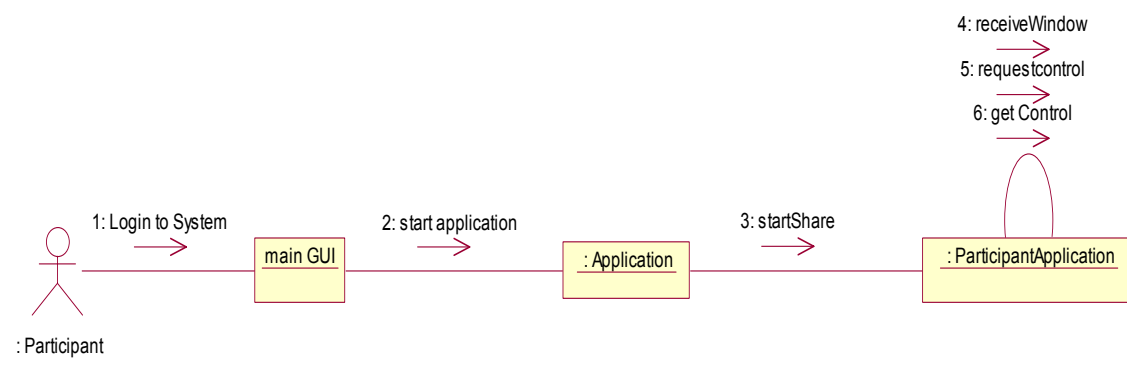 4: receiveWindow
5: requestcontrol
6: get Control
1: Login to System
2: start application
3: startShare
main GUI
: Application
: ParticipantApplication
: Participant